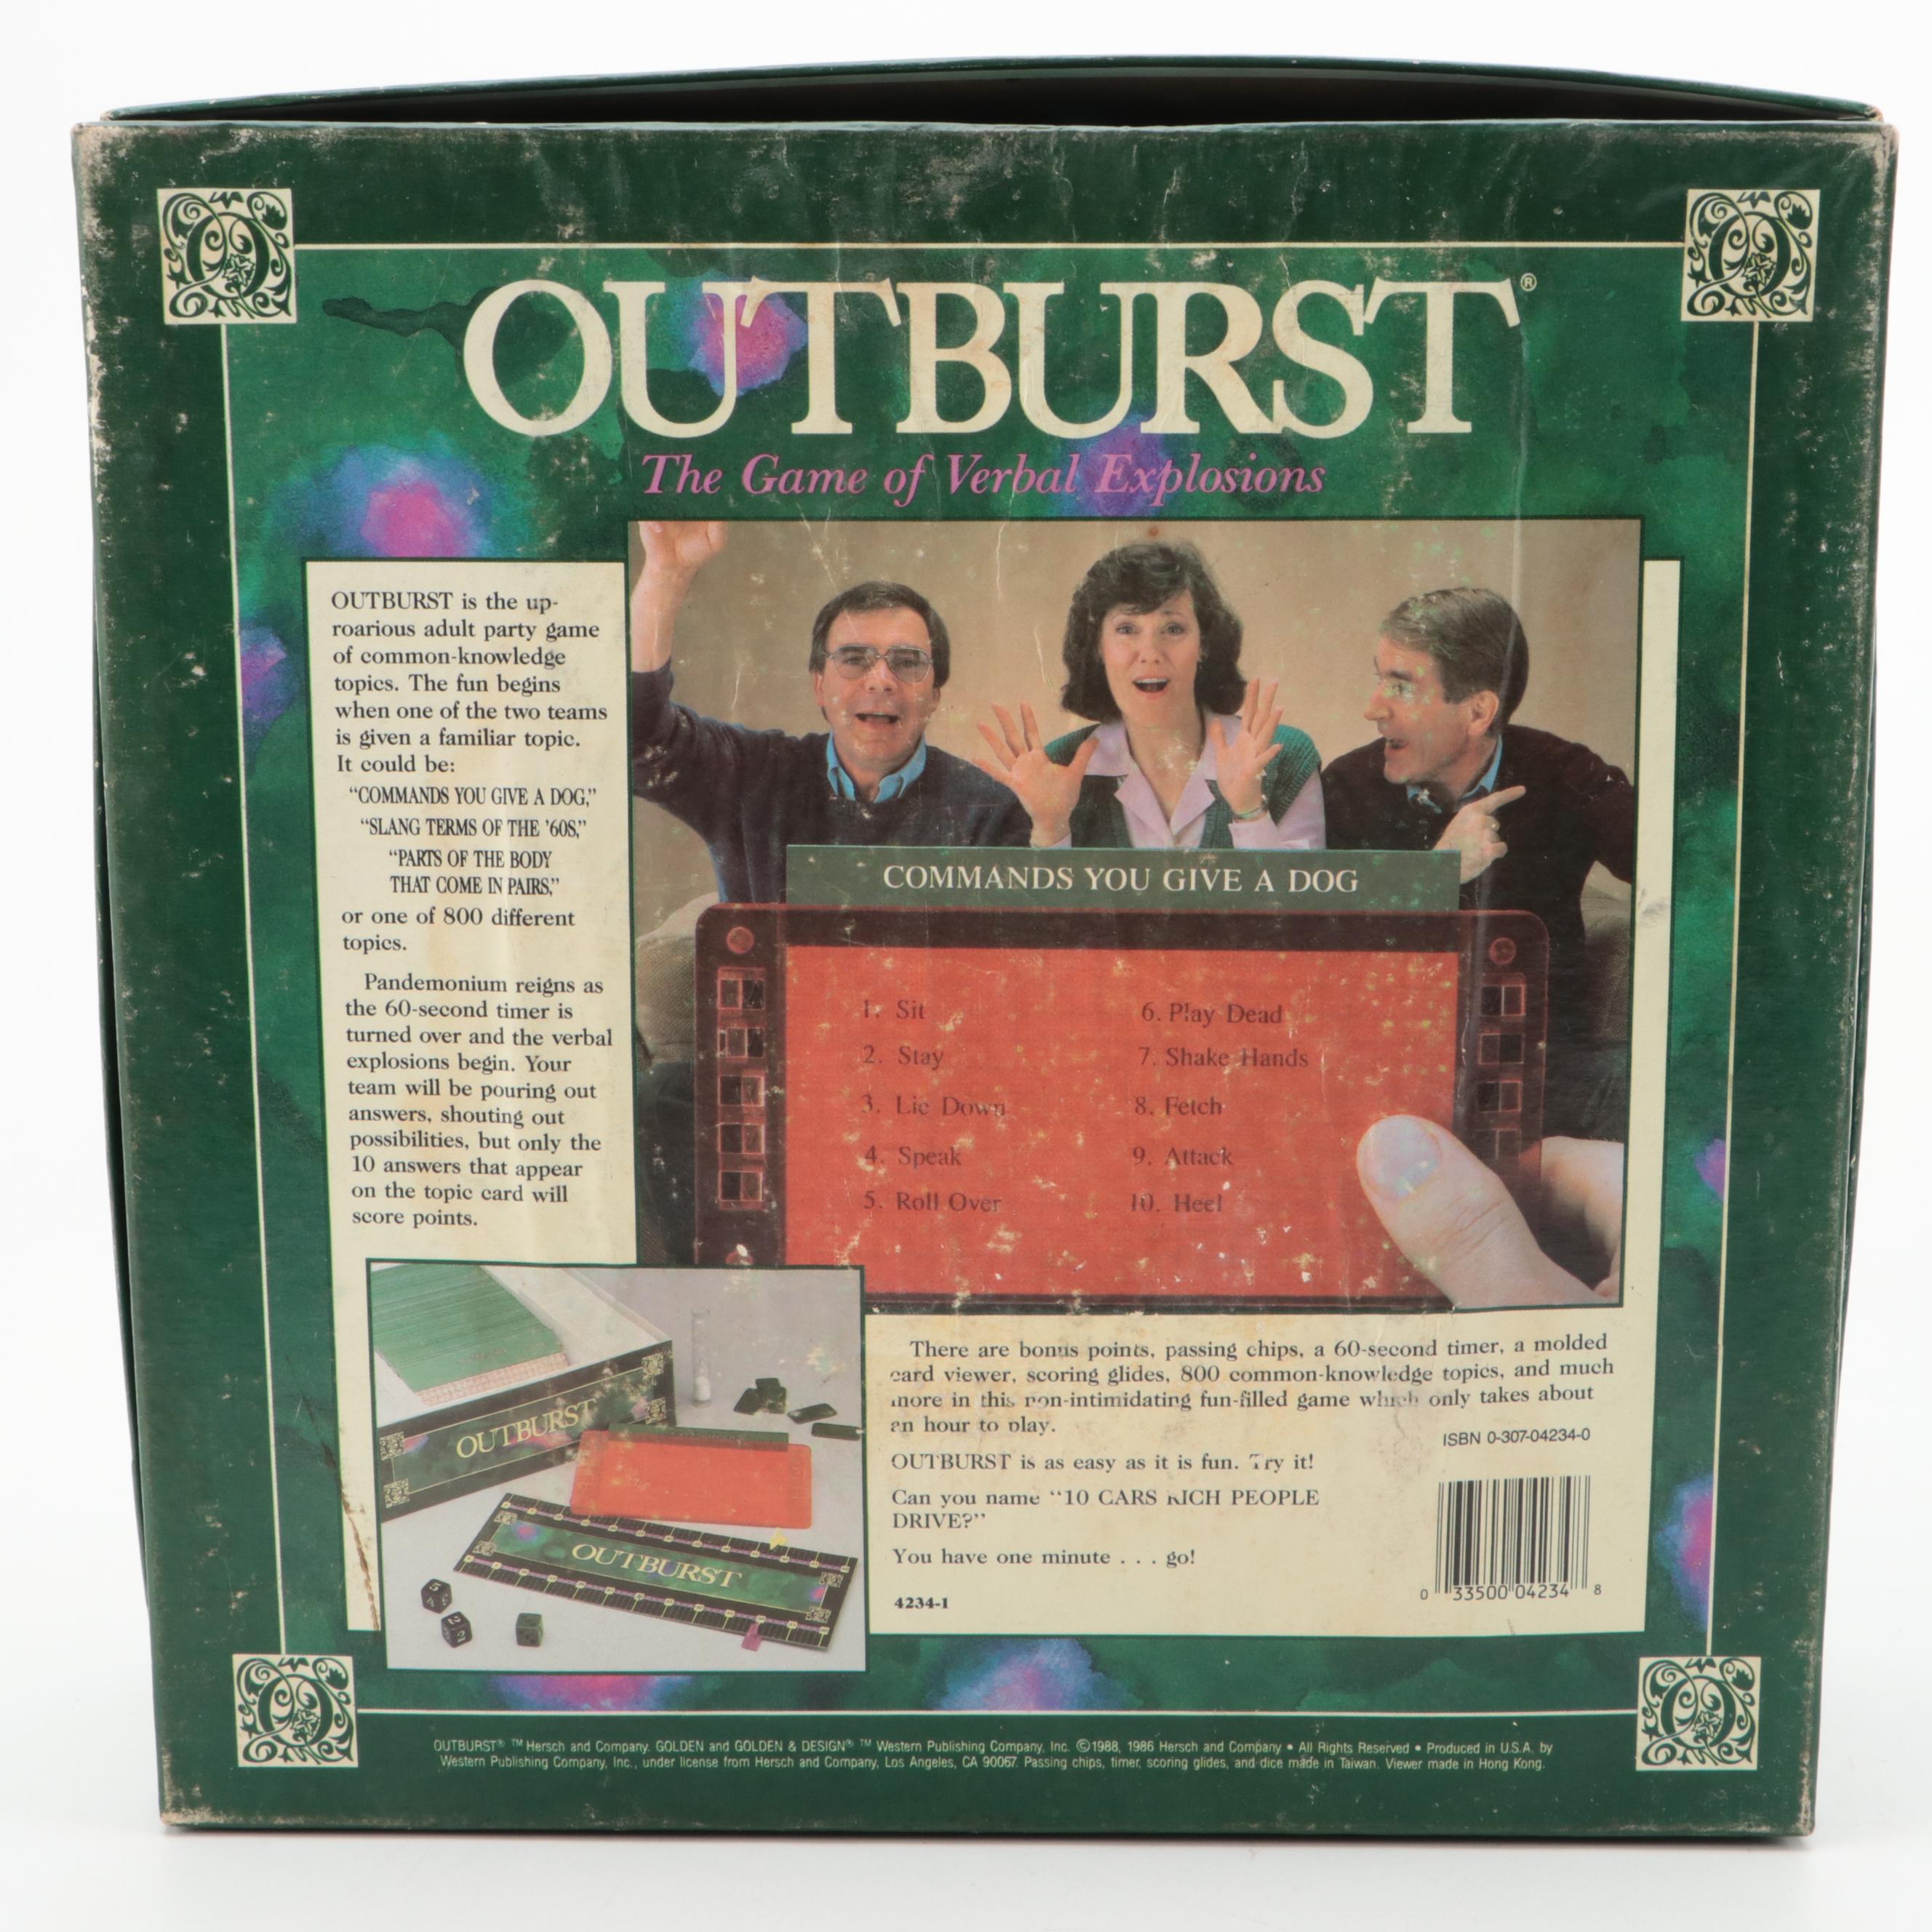 OUTBURST®
The Game of Verbal Explosions
OUTBURST is the up-
roarious adult party game
of common-knowledge
topics. The fun begins
when one of the two teams
is given a familiar topic.
It could be:
“COMMANDS YOU GIVE A DOG,”
“SLANG TERMS OF THE ’60S,”
“PARTS OF THE BODY
THAT COME IN PAIRS,”
or one of 800 different
topics.
Pandemonium reigns as
the 60-second timer is
turned over and the verbal
explosions begin. Your
team will be pouring out
answers, shouting out
possibilities, but only the
10 answers that appear
on the topic card will
score points.
COMMANDS YOU GIVE A DOG
1. Sit
2. Stay
3. Lie Down
4. Speak
5. Roll Over
6. Play Dead
7. Shake Hands
8. Fetch
9. Attack
10. Heel
OUTBURST
OUTBURST
There are bonus points, passing chips, a 60-second timer, a molded
card viewer, scoring glides, 800 common-knowledge topics, and much
more in this non-intimidating fun-filled game which only takes about
an hour to play.
ISBN 0-307-04234-0
OUTBURST is as easy as it is fun. Try it!
Can you name “10 CARS RICH PEOPLE
DRIVE?”
You have one minute . . . go!
4234-1
0 33500 04234 8
OUTBURST® ™ Hersch and Company. GOLDEN and GOLDEN & DESIGN® ™ Western Publishing Company, Inc. ©1988, 1986 Hersch and Company • All Rights Reserved • Produced in U.S.A. by
Western Publishing Company, Inc., under license from Hersch and Company, Los Angeles, CA 90067. Passing chips, timer, scoring glides, and dice made in Taiwan. Viewer made in Hong Kong.